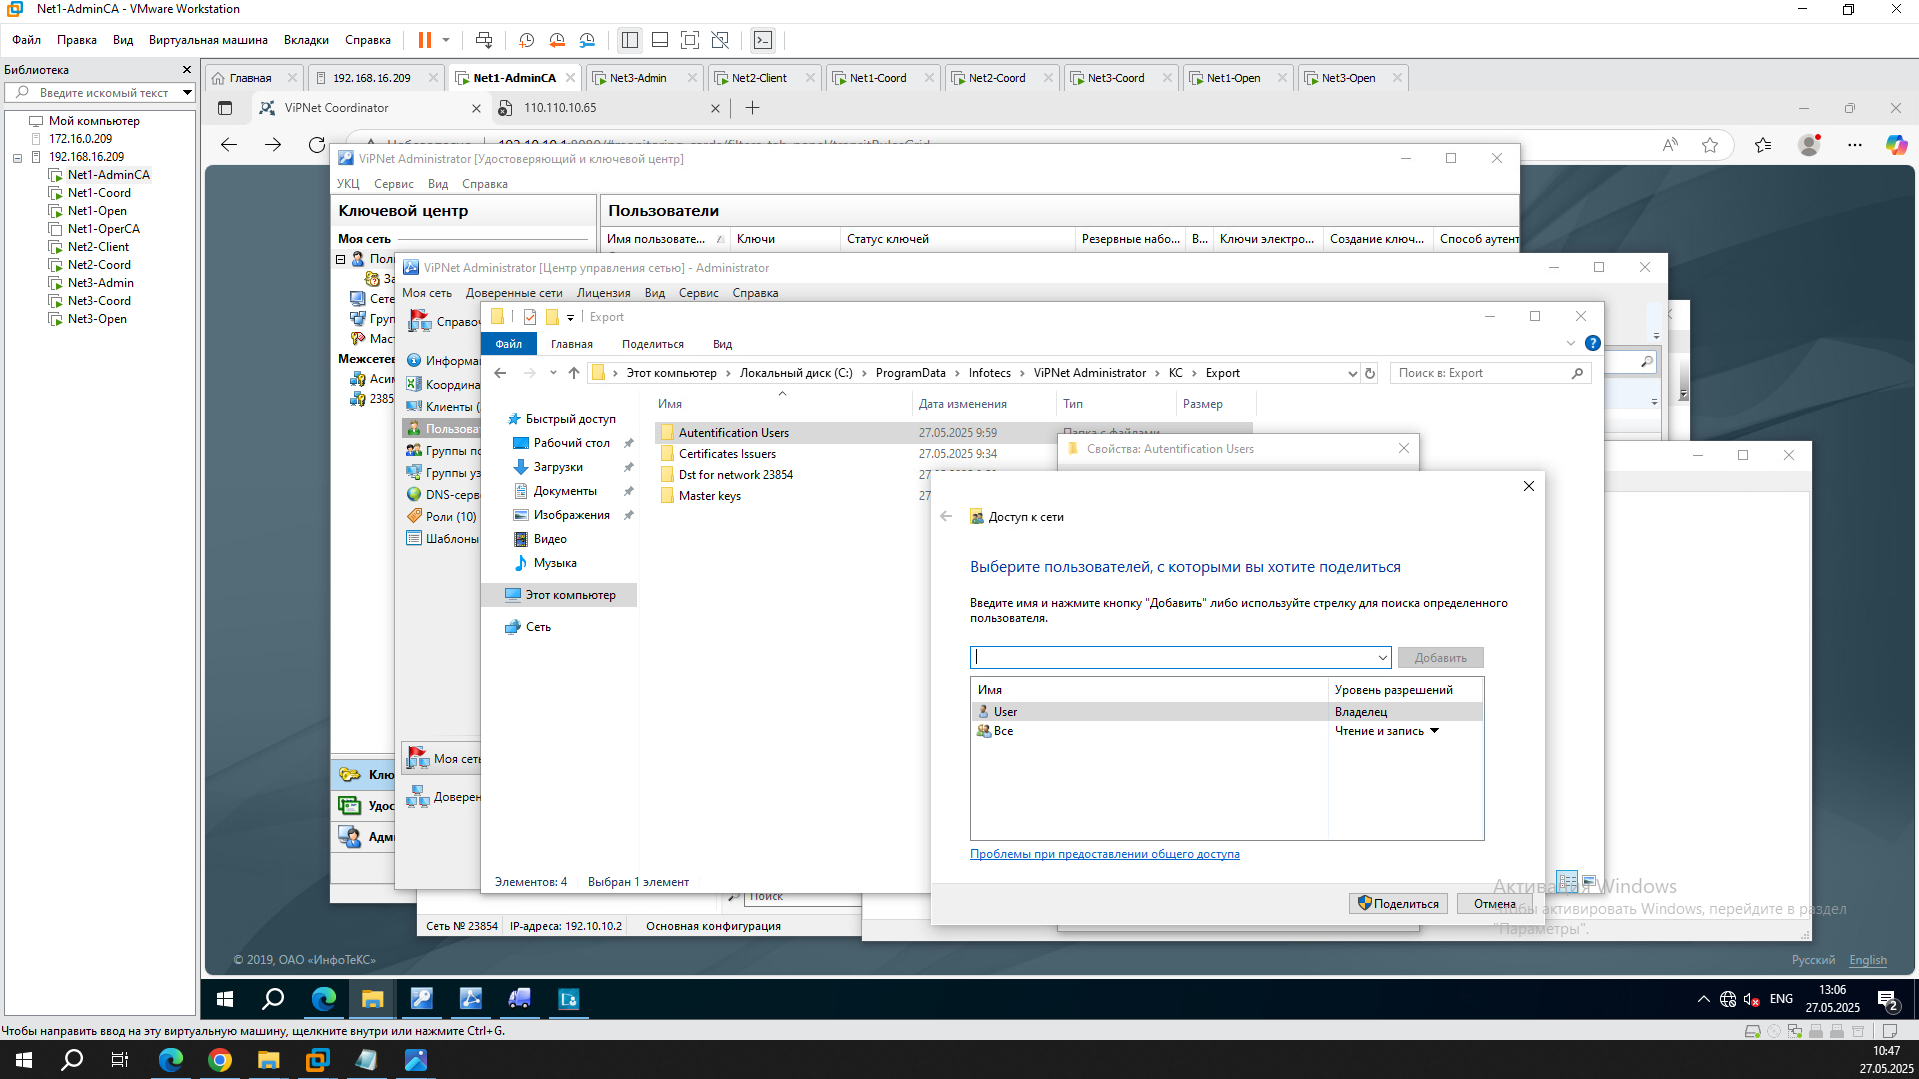 Net1-AdminCA - VMware Workstation
Файл Правка Вид Виртуальная машина Вкладки Справка
Библиотека
Введите искомый текст
Мой компьютер
172.16.0.209
192.168.16.209
Net1-AdminCA
Net1-Coord
Net1-Open
Net1-OperCA
Net2-Client
Net2-Coord
Net3-Admin
Net3-Coord
Net3-Open
Главная 192.168.16.209 Net1-AdminCA Net3-Admin Net2-Client Net1-Coord Net2-Coord Net3-Coord Net1-Open Net3-Open
ViPNet Coordinator 110.110.10.65
ViPNet Administrator [Удостоверяющий и ключевой центр]
УКЦ Сервис Вид Справка
Ключевой центр Пользователи
Моя сеть
Имя пользовате... Ключи Статус ключей Резервные набо... В... Ключи электро... Создание ключ... Способ аутент
Пол
За
Сете
Груп
Маст
Межсетев
Асим
2385
Клю
Удос
Адми
ViPNet Administrator [Центр управления сетью] - Administrator
Моя сеть Доверенные сети Лицензия Вид Сервис Справка
Справоч
Информа
Координа
Клиенты (
Пользоват
Группы по
Группы уз
DNS-серве
Роли (10)
Шаблоны
Моя сеть
Доверен
Export
Файл Главная Поделиться Вид
Этот компьютер Локальный диск (C:) ProgramData Infotecs ViPNet Administrator KC Export
Поиск в: Export
Быстрый доступ
Рабочий стол
Загрузки
Документы
Изображения
Видео
Музыка
Этот компьютер
Сеть
Имя Дата изменения Тип Размер
Autentification Users 27.05.2025 9:59 Папка с файлами
Certificates Issuers 27.05.2025 9:34
Dst for network 23854 27
Master keys 27
Элементов: 4 Выбран 1 элемент
Свойства: Autentification Users
Доступ к сети
Выберите пользователей, с которыми вы хотите поделиться
Введите имя и нажмите кнопку "Добавить" либо используйте стрелку для поиска определенного
пользователя.
Добавить
Имя Уровень разрешений
User Владелец
Все Чтение и запись
Проблемы при предоставлении общего доступа
Поделиться Отмена
Поиск
Сеть № 23854 IP-адреса: 192.10.10.2 Основная конфигурация
Активация Windows
Чтобы активировать Windows, перейдите в раздел
"Параметры".
© 2019, ОАО «ИнфоТеКС»
Русский English
ENG
13:06
27.05.2025
2
Чтобы направить ввод на эту виртуальную машину, щелкните внутри или нажмите Ctrl+G.
10:47
27.05.2025